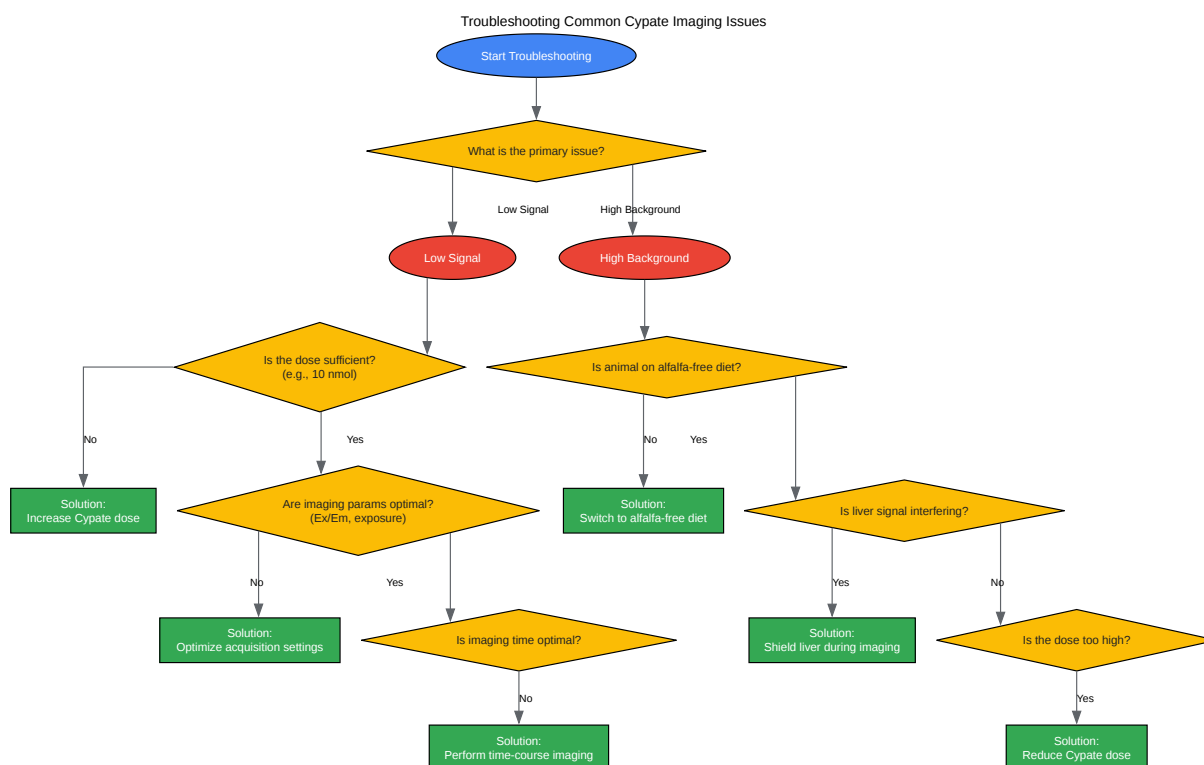 Troubleshooting Common Cypate Imaging Issues
Start Troubleshooting
What is the primary issue?
Low Signal
High Background
Low Signal
High Background
Is the dose sufficient?
(e.g., 10 nmol)
Is animal on alfalfa-free diet?
No
Yes
No
Yes
Solution:
Increase Cypate dose
Are imaging params optimal?
(Ex/Em, exposure)
Solution:
Switch to alfalfa-free diet
Is liver signal interfering?
No
Yes
Yes
No
Solution:
Optimize acquisition settings
Is imaging time optimal?
Solution:
Shield liver during imaging
Is the dose too high?
No
Yes
Solution:
Perform time-course imaging
Solution:
Reduce Cypate dose